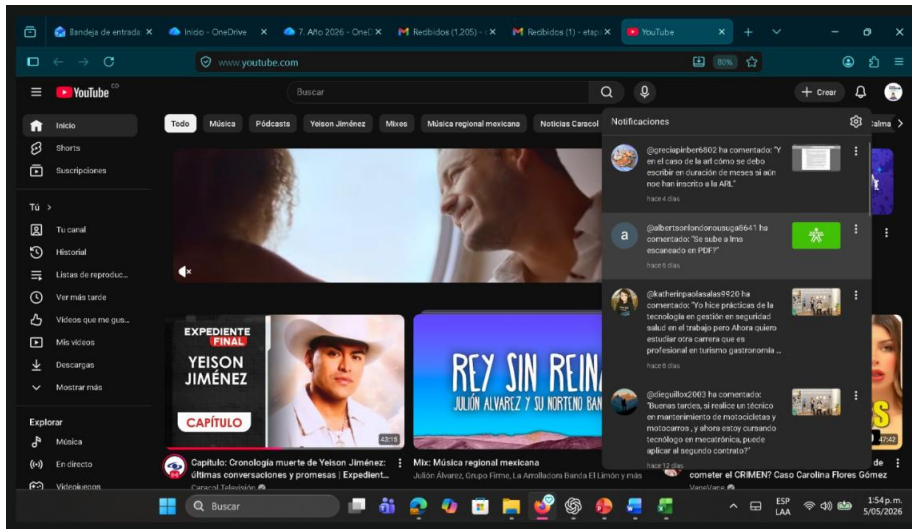 Bandeja de entrada
Inicio - OneDrive
7. Año 2026 - OneD
Recibidos (1,205) -
Recibidos (1) - etap
YouTube
www.youtube.com
80%
YouTube CO
Buscar
Crear
Inicio
Shorts
Suscripciones
Tú
Tu canal
Historial
Listas de reproduc...
Ver más tarde
Videos que me gus...
Mis videos
Descargas
Mostrar más
Explorar
Música
En directo
Videojuegos
Todo
Música
Pódcasts
Yeison Jiménez
Mixes
Música regional mexicana
Noticias Caracol
Notificaciones
@greciapinber6802 ha comentado: "Y
en el caso de la arl cómo se debo
escribir en duración de meses si aún
noe han inscrito a la ARL"
hace 4 días
@albertsonlondonousuga8641 ha
comentado: "Se sube a lms
escaneado en PDF?"
hace 6 días
@katherinpaolasalas9920 ha
comentado: "Yo hice prácticas de la
tecnología en gestión en seguridad
salud en el trabajo pero Ahora quiero
estudiar otra carrera que es
profesional en turismo gastronomía ...
hace 8 días
@dieguillox2003 ha comentado:
"Buenas tardes, si realice un técnico
en mantenimiento de motocicletas y
motocarros , y ahora estoy cursando
tecnólogo en mecatrónica, puede
aplicar al segundo contrato?"
hace 12 días
EXPEDIENTE
FINAL
YEISON
JIMÉNEZ
CAPÍTULO
43:15
REY SIN REINA
JULIÓN ALVAREZ Y SU NORTEÑO BAN
47:42
Capítulo: Cronología muerte de Yeison Jiménez:
últimas conversaciones y promesas | Expedient...
Caracol Televisión
Mix: Música regional mexicana
Julión Álvarez, Grupo Firme, La Arrolladora Banda El Limón y más
de
cometer el CRIMEN? Caso Carolina Flores Gómez
Buscar
ESP
LAA
1:54 p.m.
5/05/2026